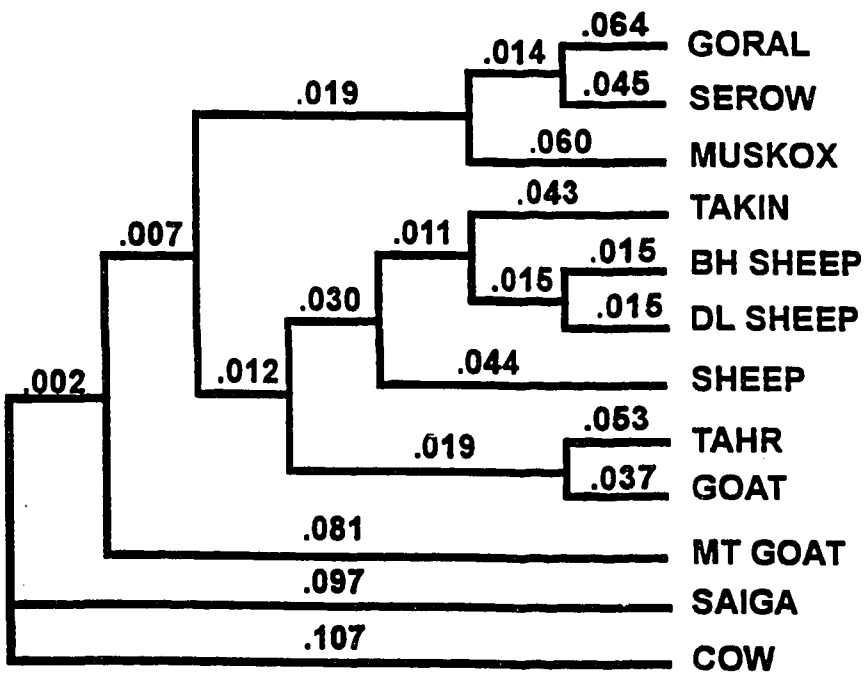 .064 GORAL
.014
.045 SEROW
.019
.060 MUSKOX
.043 TAKIN
.007
.011
.015 BH SHEEP
.015
.015 DL SHEEP
.030
.044 SHEEP
.002
.012
.053 TAHR
.019
.037 GOAT
.081 MT GOAT
.097 SAIGA
.107 COW